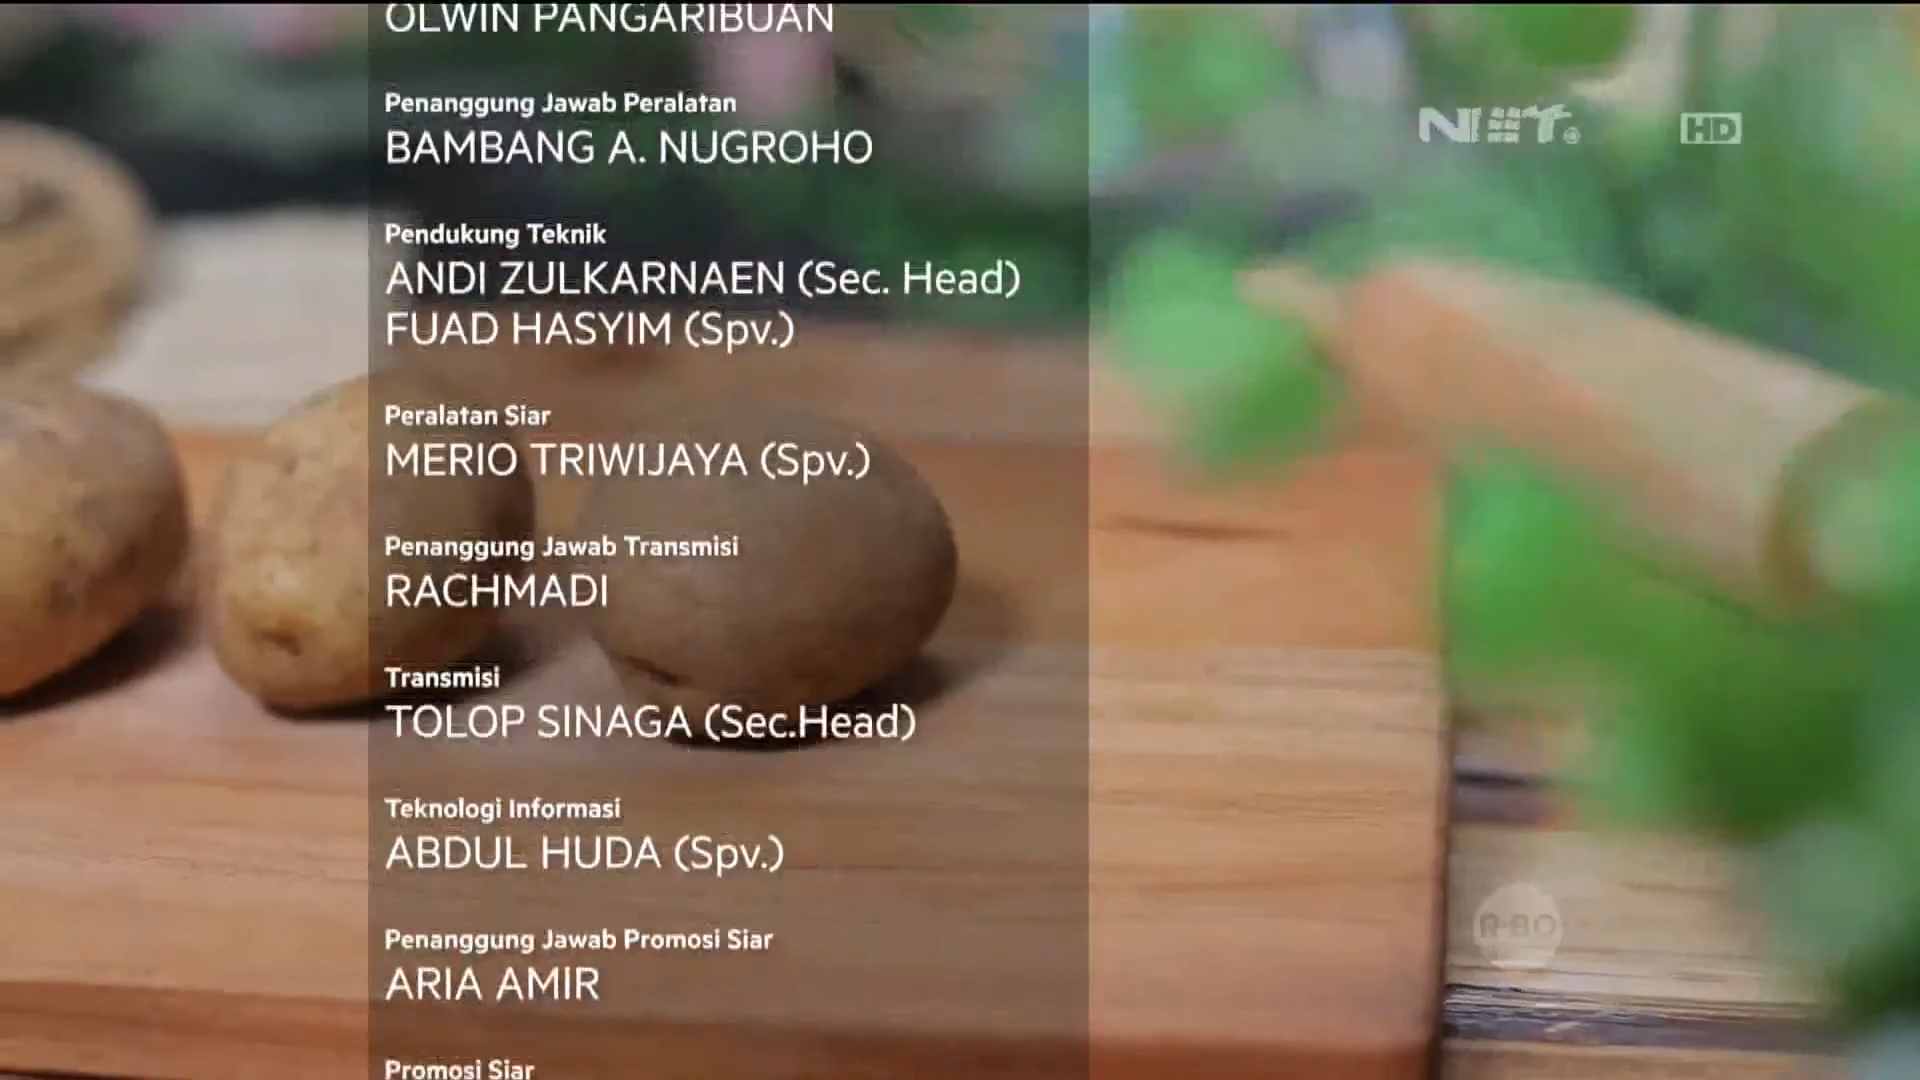 OLWIN PANGARIBUAN
Penanggung Jawab Peralatan
BAMBANG A. NUGROHO
Pendukung Teknik
ANDI ZULKARNAEN (Sec. Head)
FUAD HASYIM (Spv.)
Peralatan Siar
MERIO TRIWIJAYA (Spv.)
Penanggung Jawab Transmisi
RACHMADI
Transmisi
TOLOP SINAGA (Sec.Head)
Teknologi Informasi
ABDUL HUDA (Spv.)
Penanggung Jawab Promosi Siar
ARIA AMIR
Promosi Siar
NET.
HD
R-BO